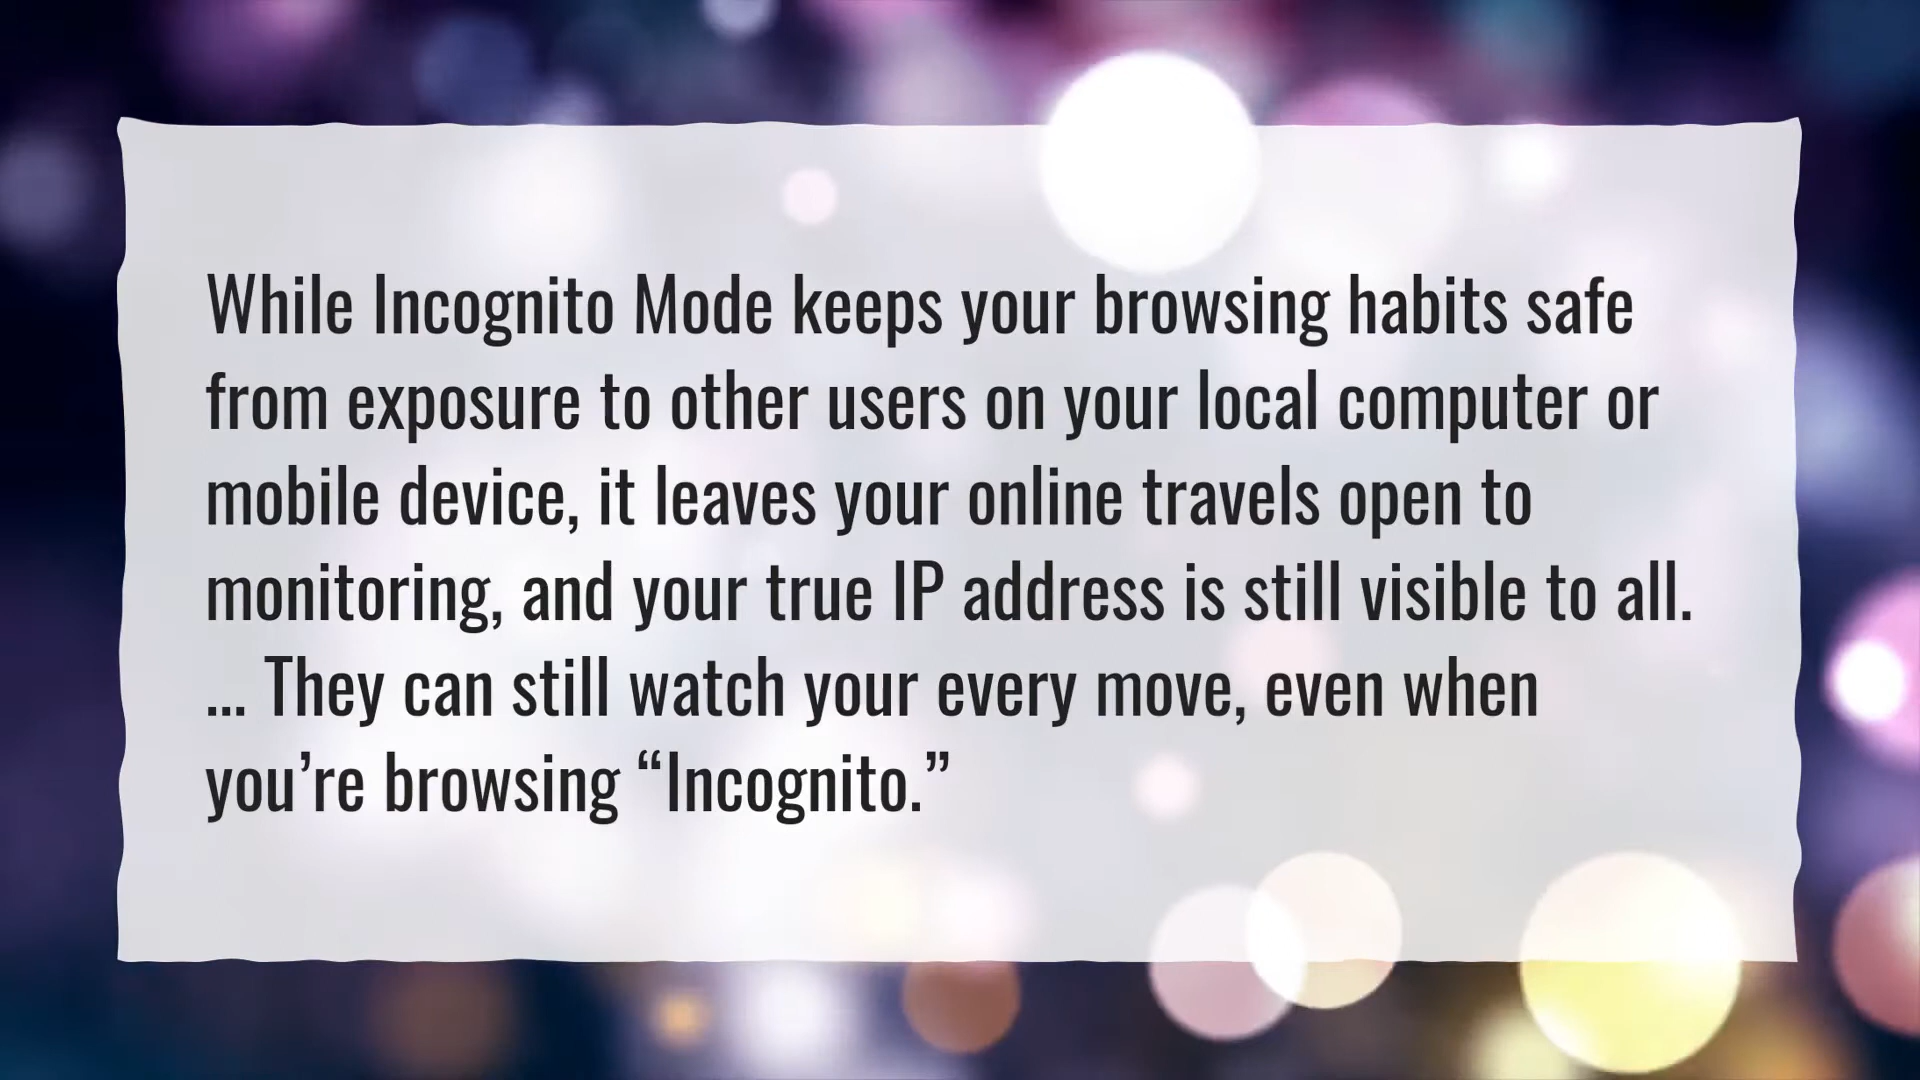 While Incognito Mode keeps your browsing habits safe
from exposure to other users on your local computer or
mobile device, it leaves your online travels open to
monitoring, and your true IP address is still visible to all.
... They can still watch your every move, even when
you’re browsing “Incognito.”